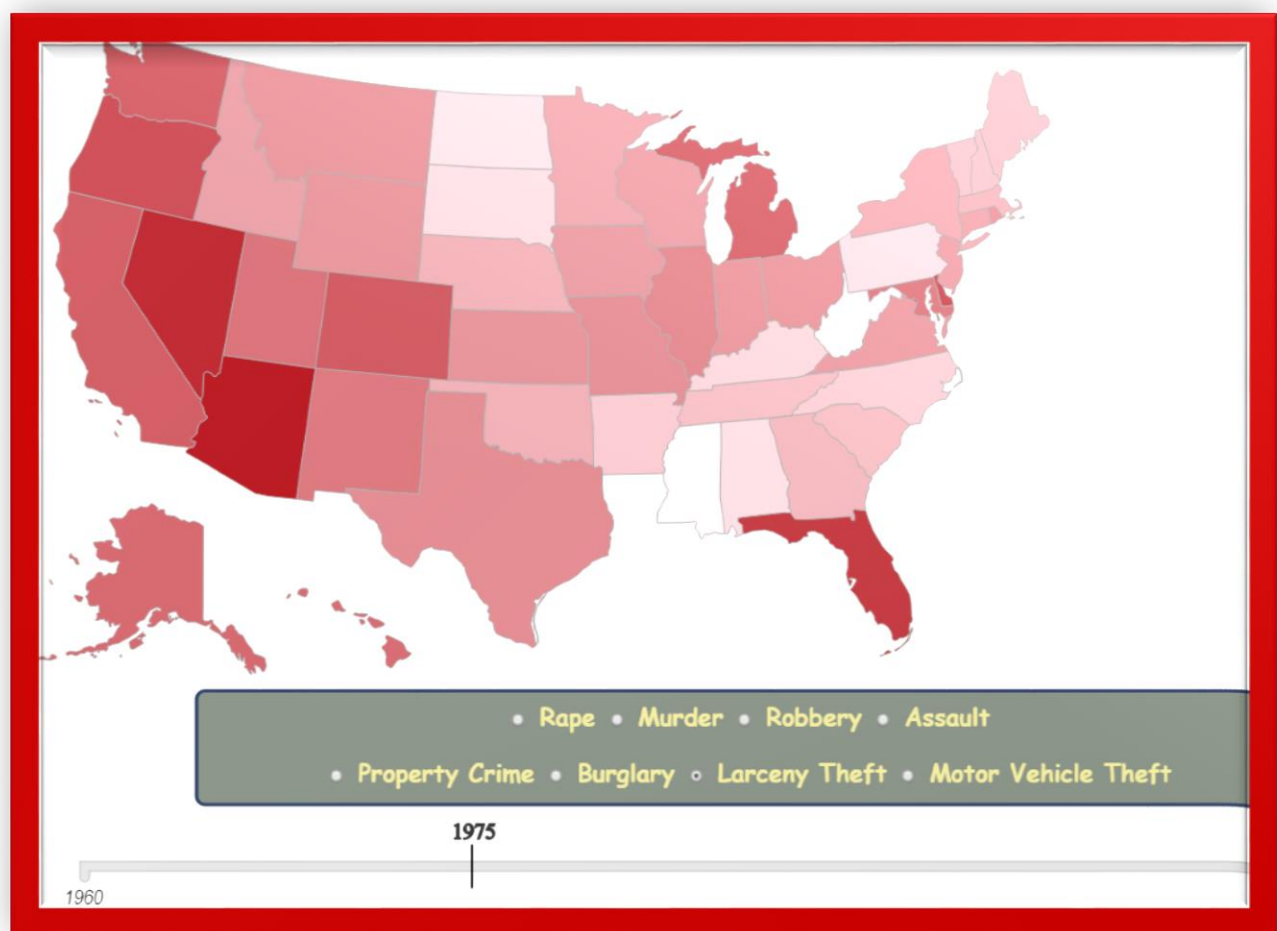 Rape Murder Robbery Assault
Property Crime Burglary Larceny Theft Motor Vehicle Theft
1975
1960